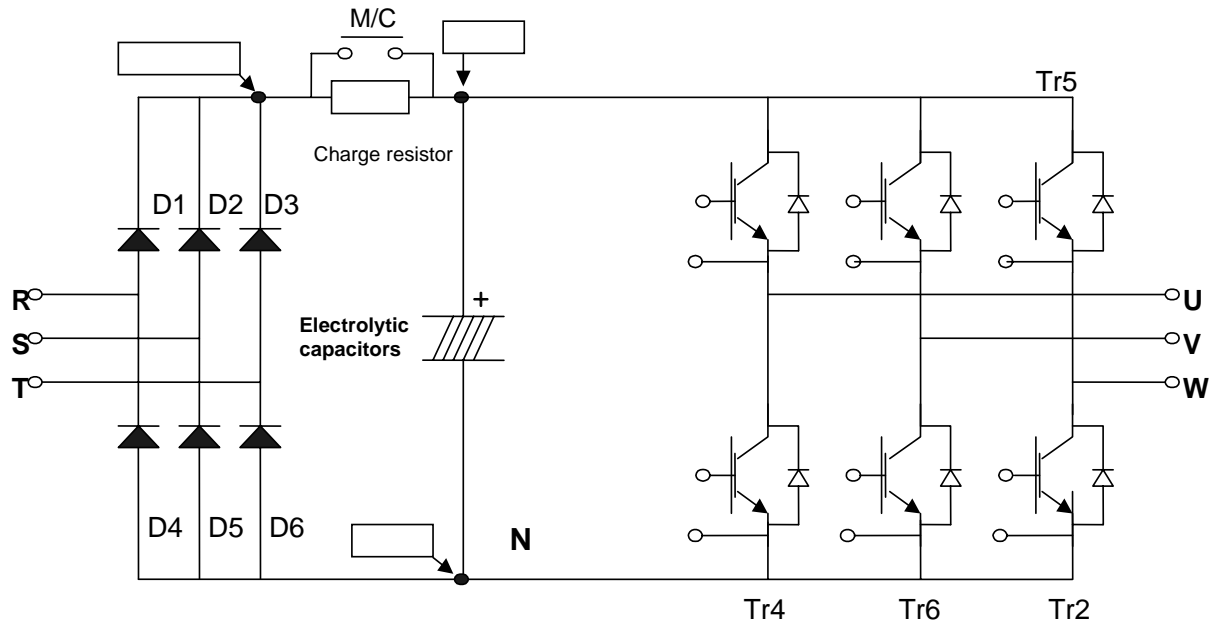 M/C
Tr5
Charge resistor
D1 D2 D3
R
+
U
Electrolytic
capacitors
S
V
T
W
D4 D5 D6
N
Tr4 Tr6 Tr2